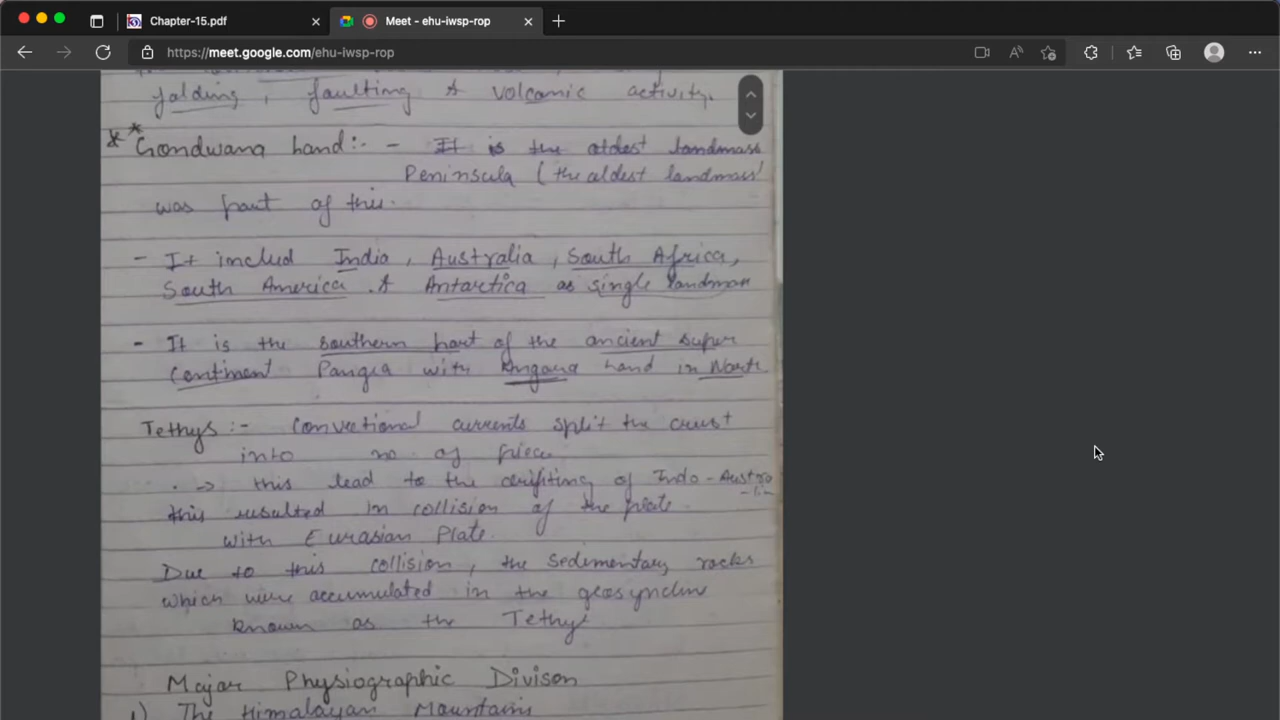 Chapter-15.pdf
Meet - ehu-iwsp-rop
https://meet.google.com/ehu-iwsp-rop
folding, faulting & volcanic activity.
** Gondwana land :- - It is the oldest landmass
Peninsula (the oldest landmass)
was part of this.
- It includ India, Australia, South Africa,
South America & Antartica as single landmass
- It is the southern part of the ancient super
Continent Pangea with Angara land in North
Tethys :- Convectional currents split the crust
into no. of piece
-> this lead to the drifting of Indo-Austra
-lin
this resulted in collision of the plate
with Eurasian Plate.
Due to this collision, the sedimentary rocks
which were accumulated in the geosyncline
known as the Tethys
Major Physiographic Divison
1) The Himalayan Mountains